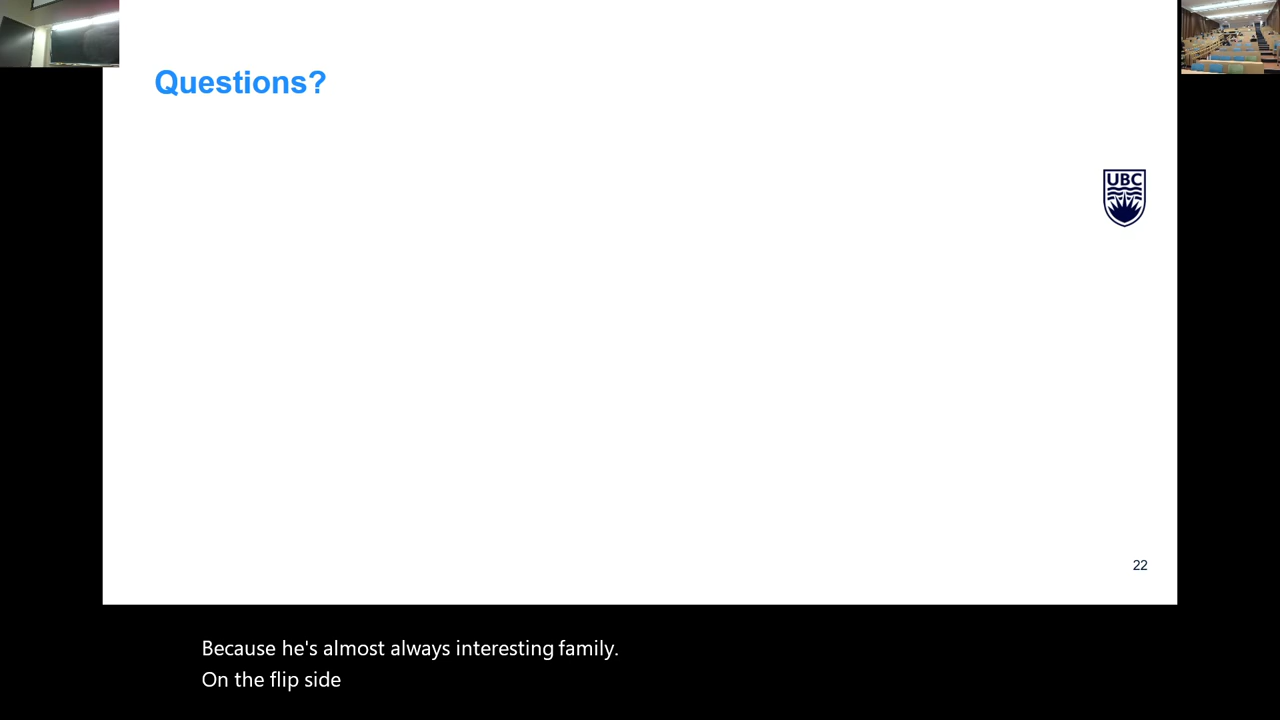 Questions?
UBC
22
Because he's almost always interesting family.
On the flip side